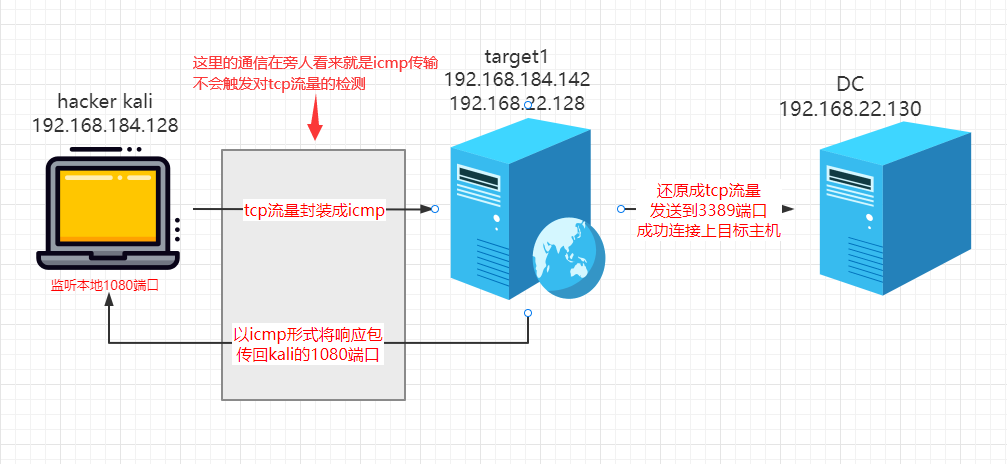 这里的通信在旁人看来就是icmp传输
不会触发对tcp流量的检测
hacker kali
192.168.184.128
监听本地1080端口
tcp流量封装成icmp
以icmp形式将响应包
传回kali的1080端口
target1
192.168.184.142
192.168.22.128
还原成tcp流量
发送到3389端口
成功连接上目标主机
DC
192.168.22.130